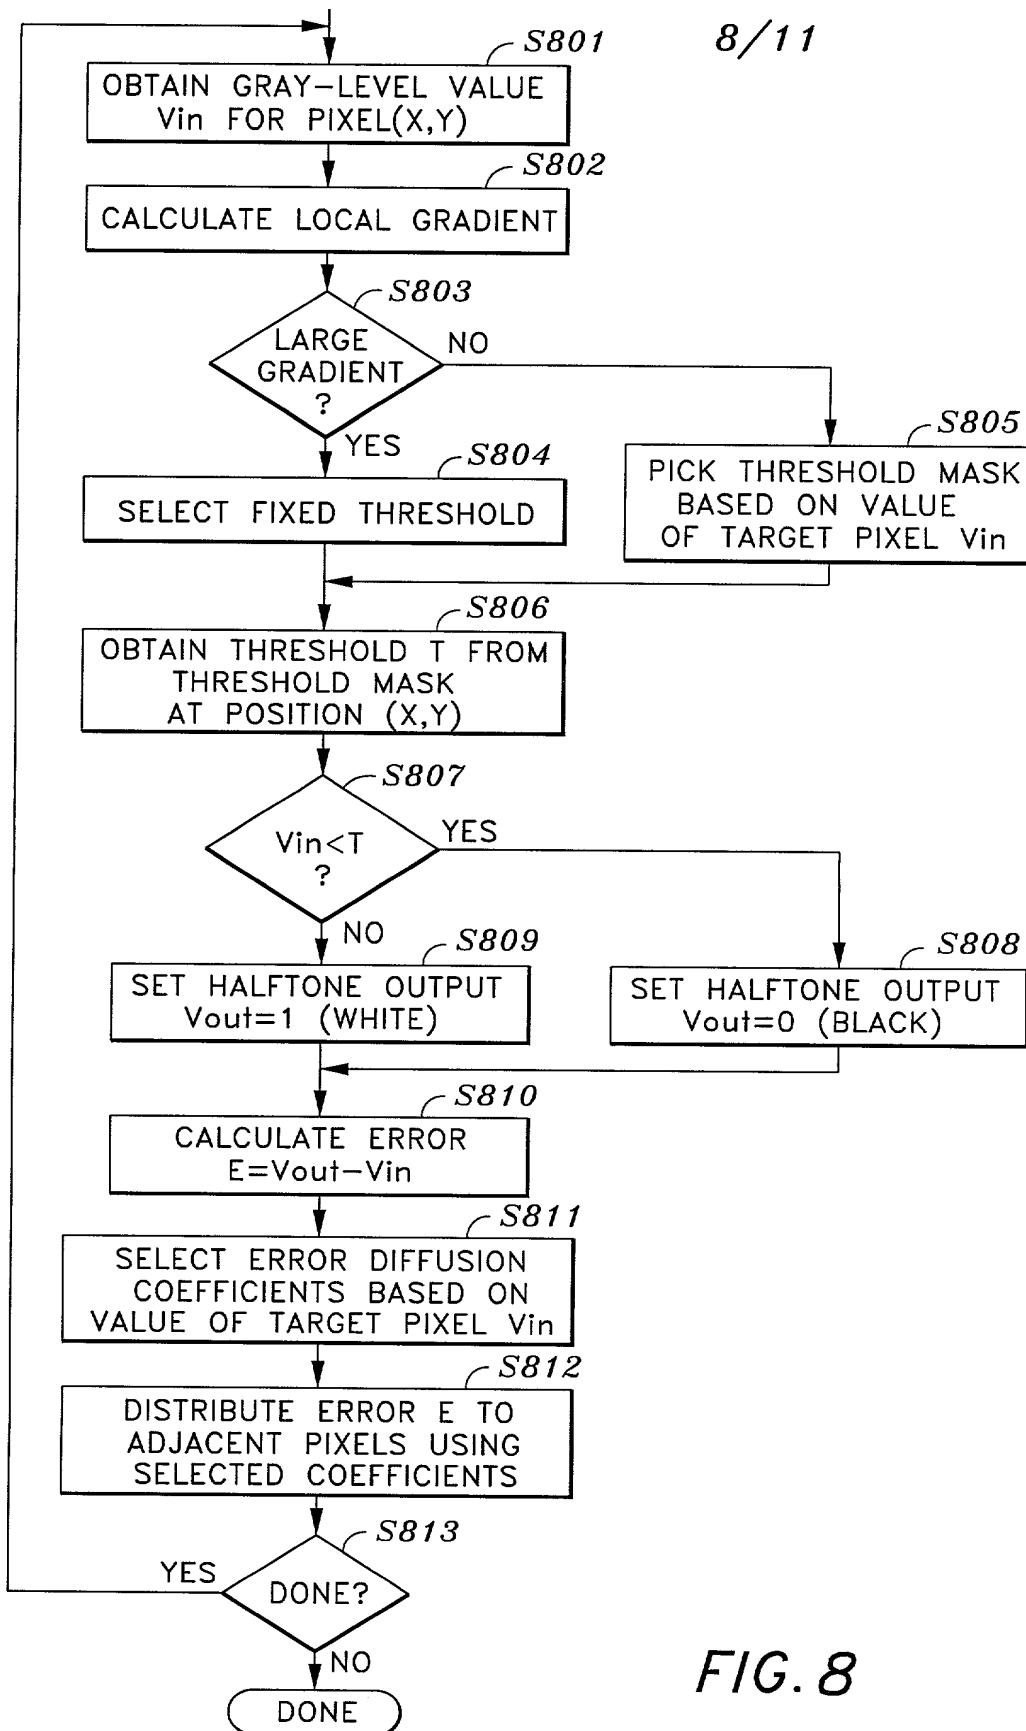 8/11
S801
OBTAIN GRAY-LEVEL VALUE
Vin FOR PIXEL(X,Y)
S802
CALCULATE LOCAL GRADIENT
S803
LARGE
GRADIENT
?
NO
YES
S804
SELECT FIXED THRESHOLD
S805
PICK THRESHOLD MASK
BASED ON VALUE
OF TARGET PIXEL Vin
S806
OBTAIN THRESHOLD T FROM
THRESHOLD MASK
AT POSITION (X,Y)
S807
Vin<T
?
YES
NO
S809
SET HALFTONE OUTPUT
Vout=1 (WHITE)
S808
SET HALFTONE OUTPUT
Vout=0 (BLACK)
S810
CALCULATE ERROR
E=Vout-Vin
S811
SELECT ERROR DIFFUSION
COEFFICIENTS BASED ON
VALUE OF TARGET PIXEL Vin
S812
DISTRIBUTE ERROR E TO
ADJACENT PIXELS USING
SELECTED COEFFICIENTS
S813
YES
DONE?
NO
DONE
FIG. 8